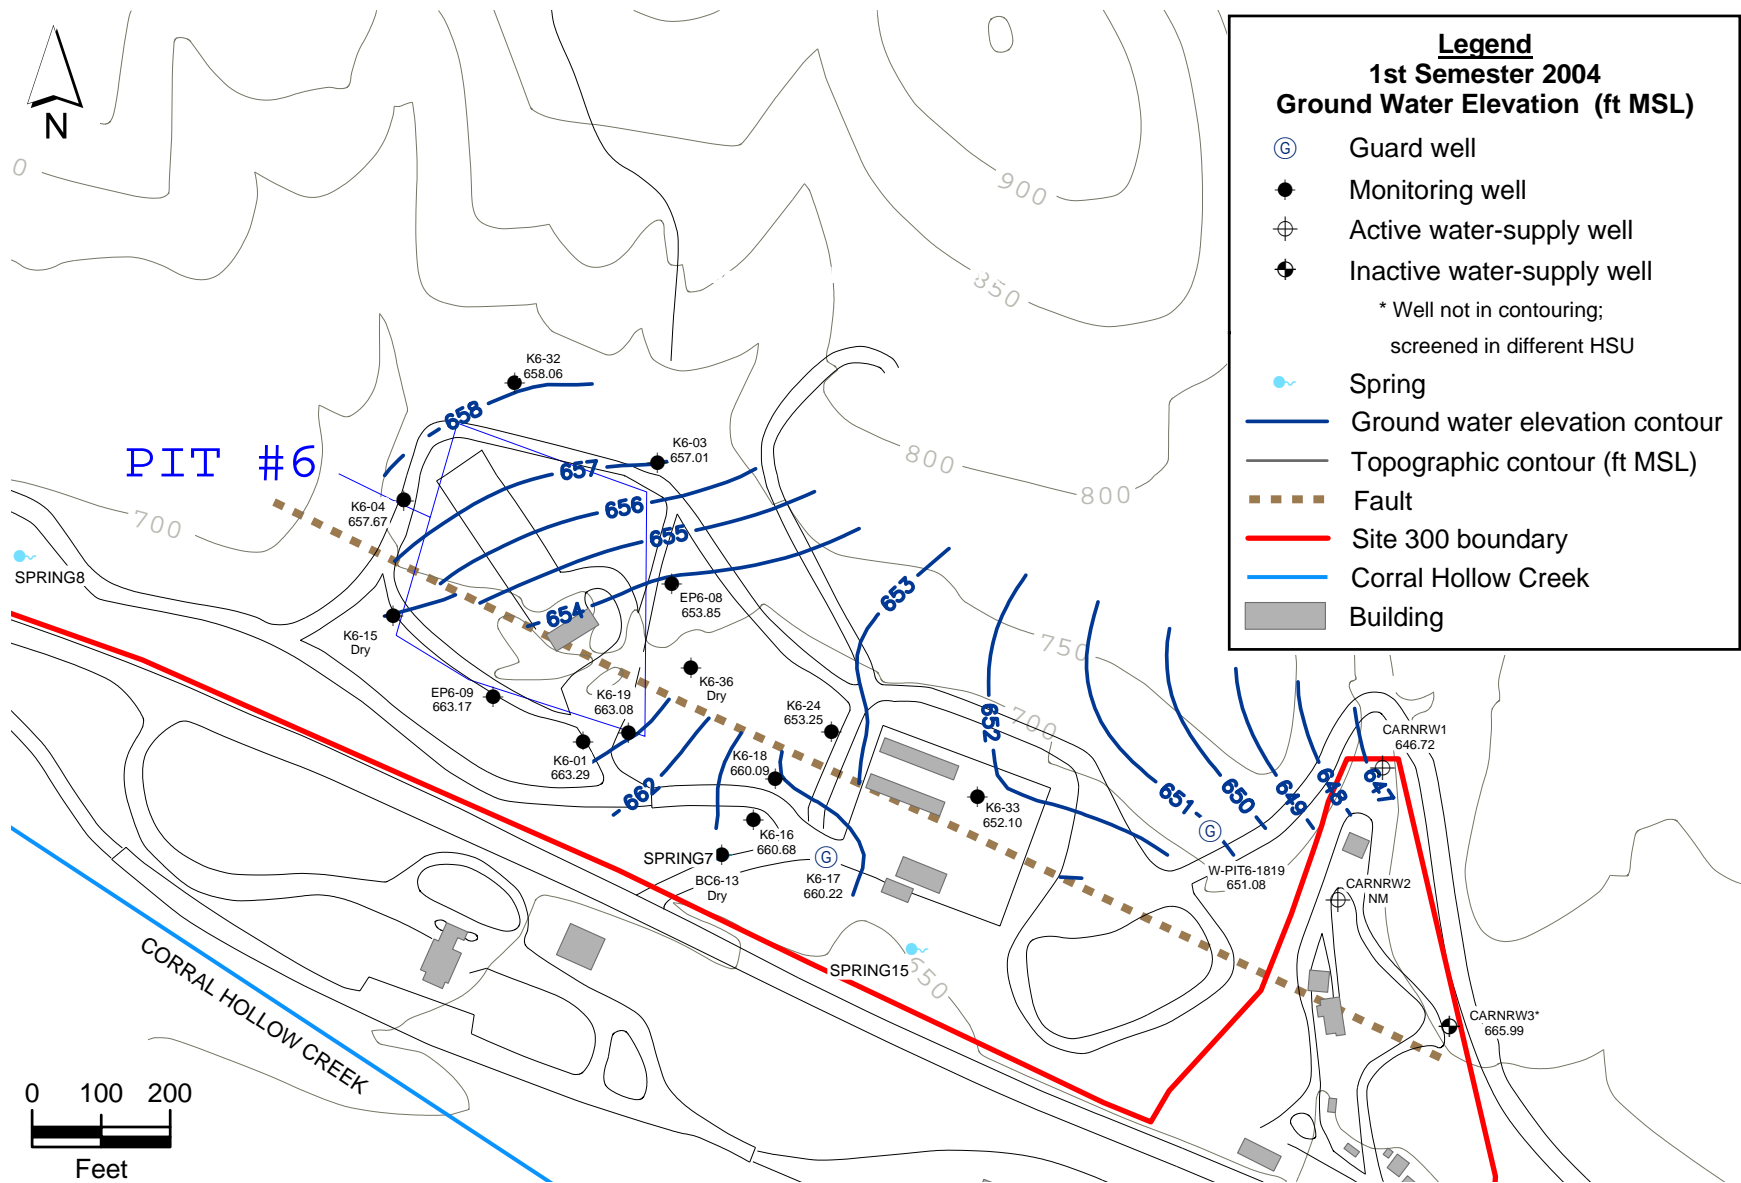 Legend
1st Semester 2004
Ground Water Elevation (ft MSL)
G Guard well
Monitoring well
Active water-supply well
Inactive water-supply well
* Well not in contouring;
screened in different HSU
Spring
Ground water elevation contour
Topographic contour (ft MSL)
Fault
Site 300 boundary
Corral Hollow Creek
Building
N
0
900
850
800
800
750
700
700
650
PIT #6
K6-32
658.06
658
K6-03
657.01
657
656
655
654
653
652
651
650
649
648
647
662
K6-04
657.67
SPRING8
K6-15
Dry
EP6-08
653.85
EP6-09
663.17
K6-19
663.08
K6-36
Dry
K6-24
653.25
K6-01
663.29
K6-18
660.09
K6-33
652.10
K6-16
660.68
SPRING7
BC6-13
Dry
G
K6-17
660.22
G
W-PIT6-1819
651.08
CARNRW1
646.72
CARNRW2
NM
CARNRW3*
665.99
SPRING15
CORRAL HOLLOW CREEK
0 100 200
Feet